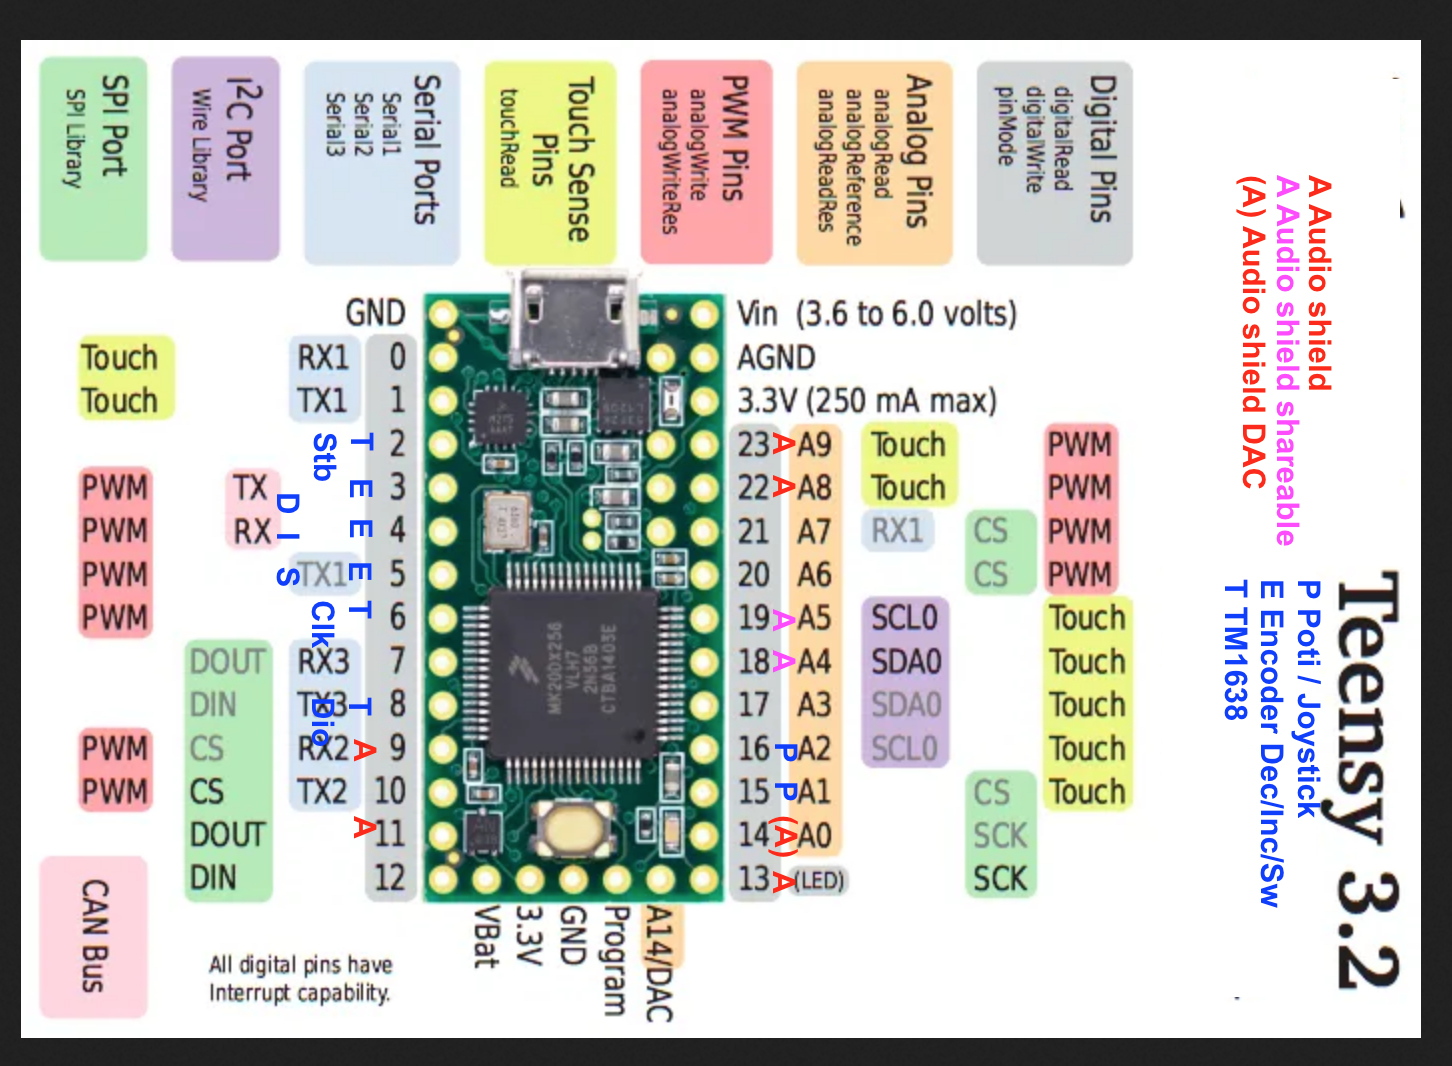 SPI Port
SPI Library
I²C Port
Wire Library
Serial Ports
Serial1
Serial2
Serial3
Touch Sense
Pins
touchRead
PWM Pins
analogWrite
analogWriteRes
Analog Pins
analogRead
analogReference
analogReadRes
Digital Pins
digitalRead
digitalWrite
pinMode
A Audio shield
A Audio shield shareable
(A) Audio shield DAC
Teensy 3.2
P Poti / Joystick
E Encoder Dec/Inc/Sw
T TM1638
GND
Touch RX1 0
Touch TX1 1
Stb T 2
PWM TX D E 3
PWM RX I E 4
PWM S TX1 E 5
PWM Clk T 6
DOUT RX3 7
DIN TX3 Dio T 8
PWM CS RX2 A 9
PWM CS TX2 10
DOUT A 11
DIN 12
Vin (3.6 to 6.0 volts)
AGND
3.3V (250 mA max)
23 A A9 Touch PWM
22 A A8 Touch PWM
21 A7 RX1 CS PWM
20 A6 CS PWM
19 A A5 SCL0 Touch
18 A A4 SDA0 Touch
17 A3 SDA0 Touch
16 P A2 SCL0 Touch
15 P A1 CS Touch
14 (A) A0 SCK
13 A (LED) SCK
MK20DX256
VLH7
2N36B
CTBA1403E
VBat
3.3V
GND
Program
A14/DAC
CAN Bus
All digital pins have
Interrupt capability.